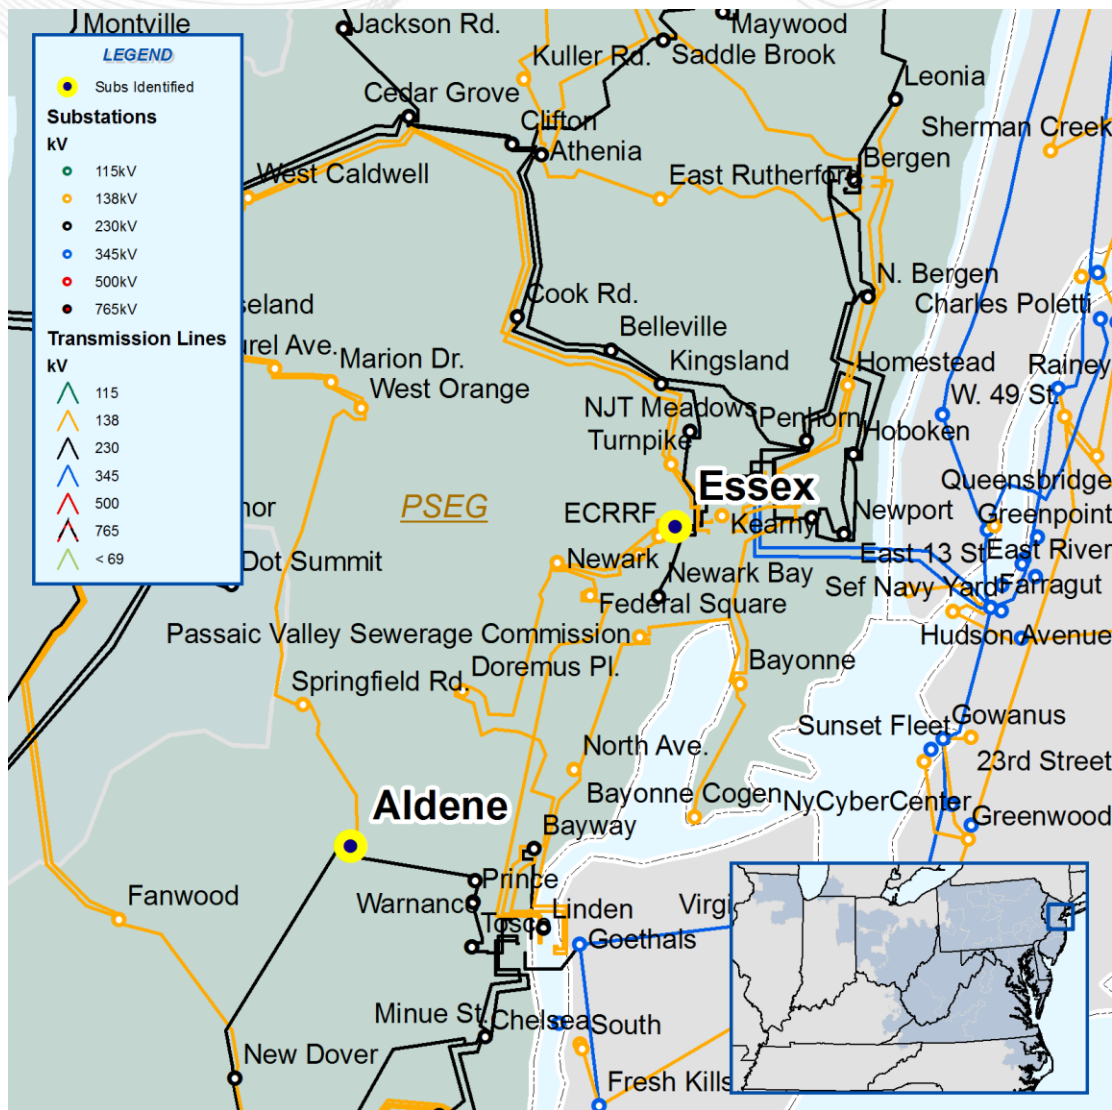 Montville
Jackson Rd.
Maywood
Saddle Brook
Kuller Rd.
Leonia
LEGEND
Subs Identified
Substations
kV
115kV
138kV
230kV
345kV
500kV
765kV
Transmission Lines
kV
115
138
230
345
500
765
< 69
Cedar Grove
Clifton
Athenia
Sherman Creek
Bergen
West Caldwell
East Rutherford
N. Bergen
Cook Rd.
Charles Poletti
seland
Belleville
urel Ave.
Marion Dr.
Kingsland
Homestead
Rainey
West Orange
W. 49 St.
NJT Meadows
Penhorn
Turnpike
Hoboken
Queensbridge
Essex
PSEG
ECRRF
Kearny
Newport
Greenpoint
nor
East 13 St
East River
Dot Summit
Newark
Newark Bay
Sef Navy Yard
Farragut
Federal Square
Passaic Valley Sewerage Commission
Hudson Avenue
Doremus Pl.
Bayonne
Springfield Rd.
Sunset Fleet
Gowanus
North Ave.
23rd Street
Aldene
Bayonne Cogen
NyCyberCenter
Greenwood
Bayway
Prince
Fanwood
Warnanco
Linden
Virgi
Tosco
Goethals
Minue St.
Chelsea
South
New Dover
Fresh Kills